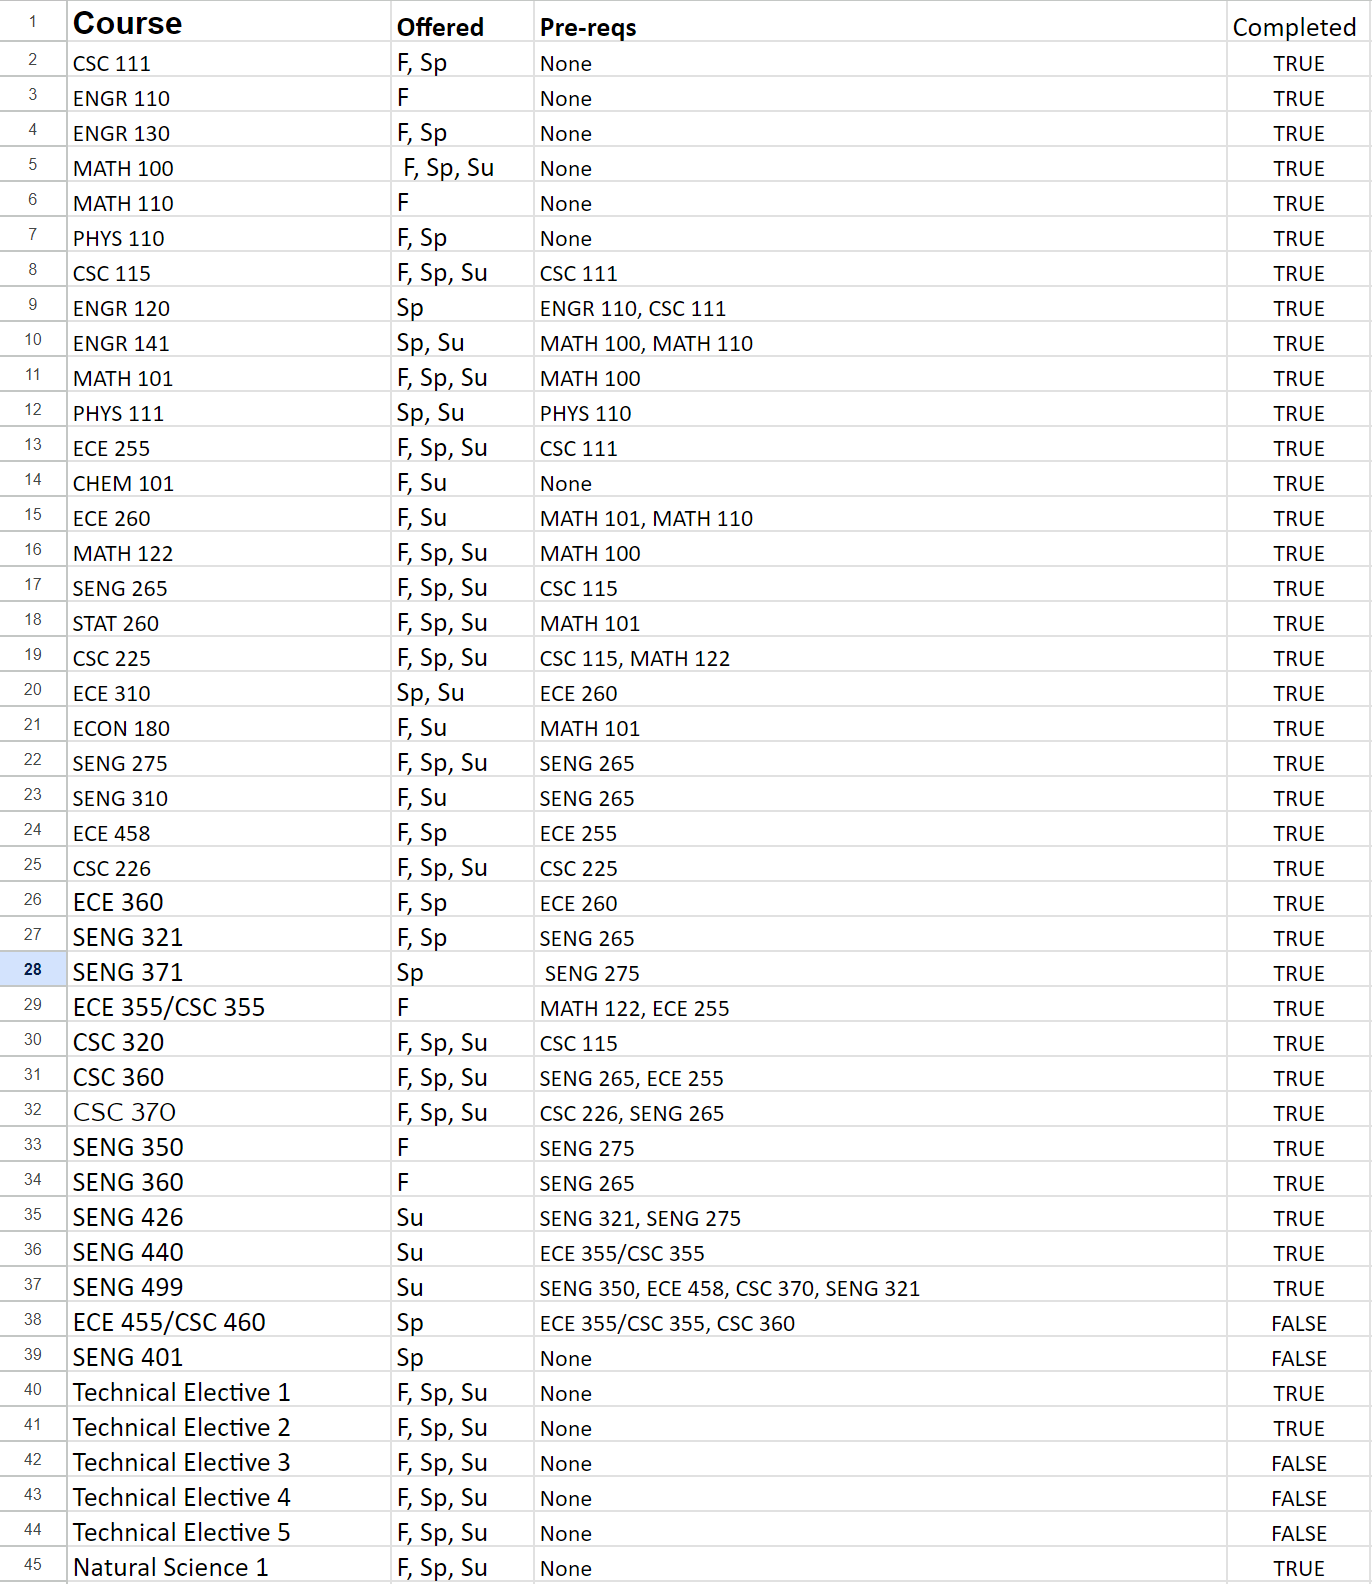 1 Course Offered Pre-reqs Completed
2 CSC 111 F, Sp None TRUE
3 ENGR 110 F None TRUE
4 ENGR 130 F, Sp None TRUE
5 MATH 100 F, Sp, Su None TRUE
6 MATH 110 F None TRUE
7 PHYS 110 F, Sp None TRUE
8 CSC 115 F, Sp, Su CSC 111 TRUE
9 ENGR 120 Sp ENGR 110, CSC 111 TRUE
10 ENGR 141 Sp, Su MATH 100, MATH 110 TRUE
11 MATH 101 F, Sp, Su MATH 100 TRUE
12 PHYS 111 Sp, Su PHYS 110 TRUE
13 ECE 255 F, Sp, Su CSC 111 TRUE
14 CHEM 101 F, Su None TRUE
15 ECE 260 F, Su MATH 101, MATH 110 TRUE
16 MATH 122 F, Sp, Su MATH 100 TRUE
17 SENG 265 F, Sp, Su CSC 115 TRUE
18 STAT 260 F, Sp, Su MATH 101 TRUE
19 CSC 225 F, Sp, Su CSC 115, MATH 122 TRUE
20 ECE 310 Sp, Su ECE 260 TRUE
21 ECON 180 F, Su MATH 101 TRUE
22 SENG 275 F, Sp, Su SENG 265 TRUE
23 SENG 310 F, Su SENG 265 TRUE
24 ECE 458 F, Sp ECE 255 TRUE
25 CSC 226 F, Sp, Su CSC 225 TRUE
26 ECE 360 F, Sp ECE 260 TRUE
27 SENG 321 F, Sp SENG 265 TRUE
28 SENG 371 Sp SENG 275 TRUE
29 ECE 355/CSC 355 F MATH 122, ECE 255 TRUE
30 CSC 320 F, Sp, Su CSC 115 TRUE
31 CSC 360 F, Sp, Su SENG 265, ECE 255 TRUE
32 CSC 370 F, Sp, Su CSC 226, SENG 265 TRUE
33 SENG 350 F SENG 275 TRUE
34 SENG 360 F SENG 265 TRUE
35 SENG 426 Su SENG 321, SENG 275 TRUE
36 SENG 440 Su ECE 355/CSC 355 TRUE
37 SENG 499 Su SENG 350, ECE 458, CSC 370, SENG 321 TRUE
38 ECE 455/CSC 460 Sp ECE 355/CSC 355, CSC 360 FALSE
39 SENG 401 Sp None FALSE
40 Technical Elective 1 F, Sp, Su None TRUE
41 Technical Elective 2 F, Sp, Su None TRUE
42 Technical Elective 3 F, Sp, Su None FALSE
43 Technical Elective 4 F, Sp, Su None FALSE
44 Technical Elective 5 F, Sp, Su None FALSE
45 Natural Science 1 F, Sp, Su None TRUE